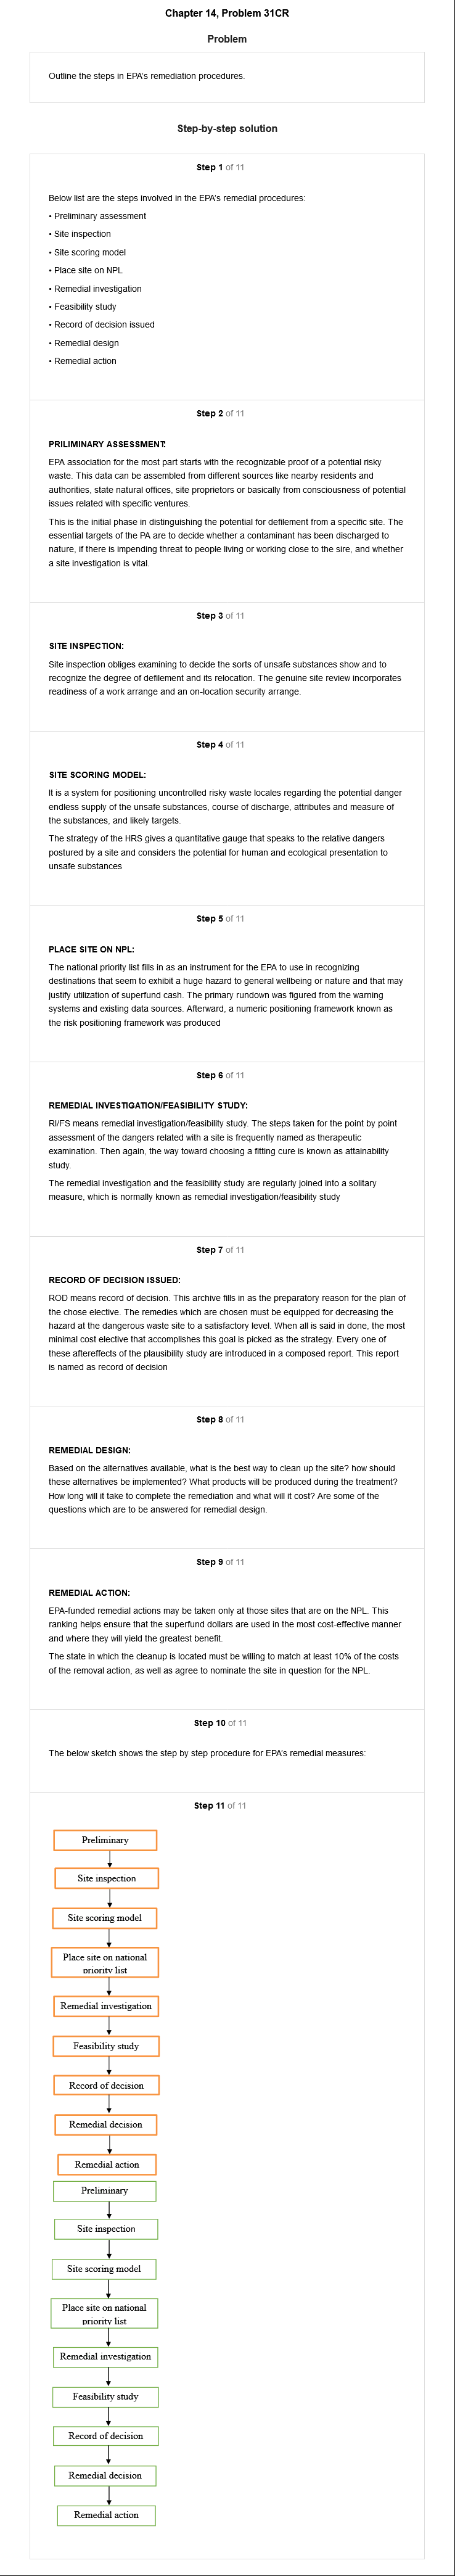 Chapter 14, Problem 31CR
Problem
Outline the steps in EPA's remediation procedures.
Step-by-step solution
Step 1 of 11
Below list are the steps involved in the EPA's remedial procedures:
• Preliminary assessment
• Site inspection
• Site scoring model
• Place site on NPL
• Remedial investigation
• Feasibility study
• Record of decision issued
• Remedial design
• Remedial action
Step 2 of 11
PRILIMINARY ASSESSMENT:
EPA association for the most part starts with the recognizable proof of a potential risky
waste. This data can be assembled from different sources like nearby residents and
authorities, state natural offices, site proprietors or basically from consciousness of potential
issues related with specific ventures.
This is the initial phase in distinguishing the potential for defilement from a specific site. The
essential targets of the PA are to decide whether a contaminant has been discharged to
nature, if there is impending threat to people living or working close to the sire, and whether
a site investigation is vital.
Step 3 of 11
SITE INSPECTION:
Site inspection obliges examining to decide the sorts of unsafe substances show and to
recognize the degree of defilement and its relocation. The genuine site review incorporates
readiness of a work arrange and an on-location security arrange.
Step 4 of 11
SITE SCORING MODEL:
It is a system for positioning uncontrolled risky waste locales regarding the potential danger
endless supply of the unsafe substances, course of discharge, attributes and measure of
the substances, and likely targets.
The strategy of the HRS gives a quantitative gauge that speaks to the relative dangers
postured by a site and considers the potential for human and ecological presentation to
unsafe substances
Step 5 of 11
PLACE SITE ON NPL:
The national priority list fills in as an instrument for the EPA to use in recognizing
destinations that seem to exhibit a huge hazard to general wellbeing or nature and that may
justify utilization of superfund cash. The primary rundown was figured from the warning
systems and existing data sources. Afterward, a numeric positioning framework known as
the risk positioning framework was produced
Step 6 of 11
REMEDIAL INVESTIGATION/FEASIBILITY STUDY:
RI/FS means remedial investigation/feasibility study. The steps taken for the point by point
assessment of the dangers related with a site is frequently named as therapeutic
examination. Then again, the way toward choosing a fitting cure is known as attainability
study.
The remedial investigation and the feasibility study are regularly joined into a solitary
measure, which is normally known as remedial investigation/feasibility study
Step 7 of 11
RECORD OF DECISION ISSUED:
ROD means record of decision. This archive fills in as the preparatory reason for the plan of
the chose elective. The remedies which are chosen must be equipped for decreasing the
hazard at the dangerous waste site to a satisfactory level. When all is said in done, the most
minimal cost elective that accomplishes this goal is picked as the strategy. Every one of
these aftereffects of the plausibility study are introduced in a composed report. This report
is named as record of decision
Step 8 of 11
REMEDIAL DESIGN:
Based on the alternatives available, what is the best way to clean up the site? how should
these alternatives be implemented? What products will be produced during the treatment?
How long will it take to complete the remediation and what will it cost? Are some of the
questions which are to be answered for remedial design.
Step 9 of 11
REMEDIAL ACTION:
EPA-funded remedial actions may be taken only at those sites that are on the NPL. This
ranking helps ensure that the superfund dollars are used in the most cost-effective manner
and where they will yield the greatest benefit.
The state in which the cleanup is located must be willing to match at least 10% of the costs
of the removal action, as well as agree to nominate the site in question for the NPL.
Step 10 of 11
The below sketch shows the step by step procedure for EPA's remedial measures:
Step 11 of 11
Preliminary
Site inspection
Site scoring model
Place site on national
priority list
Remedial investigation
Feasibility study
Record of decision
Remedial decision
Remedial action
Preliminary
Site inspection
Site scoring model
Place site on national
priority list
Remedial investigation
Feasibility study
Record of decision
Remedial decision
Remedial action